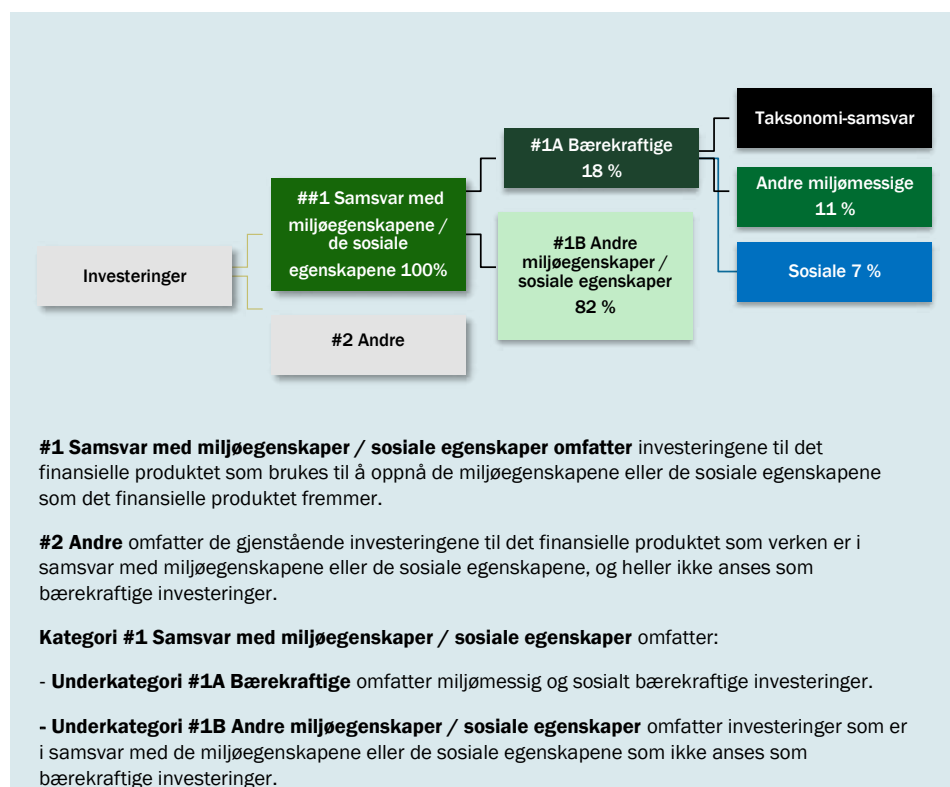 Investeringer
##1 Samsvar med
miljøegenskapene /
de sosiale
egenskapene 100%
#2 Andre
#1A Bærekraftige
18 %
#1B Andre
miljøegenskaper /
sosiale egenskaper
82 %
Taksonomi-samsvar
Andre miljømessige
11 %
Sosiale 7 %
#1 Samsvar med miljøegenskaper / sosiale egenskaper omfatter investeringene til det
finansielle produktet som brukes til å oppnå de miljøegenskapene eller de sosiale egenskapene
som det finansielle produktet fremmer.
#2 Andre omfatter de gjenstående investeringene til det finansielle produktet som verken er i
samsvar med miljøegenskapene eller de sosiale egenskapene, og heller ikke anses som
bærekraftige investeringer.
Kategori #1 Samsvar med miljøegenskaper / sosiale egenskaper omfatter:
- Underkategori #1A Bærekraftige omfatter miljømessig og sosialt bærekraftige investeringer.
- Underkategori #1B Andre miljøegenskaper / sosiale egenskaper omfatter investeringer som er
i samsvar med de miljøegenskapene eller de sosiale egenskapene som ikke anses som
bærekraftige investeringer.